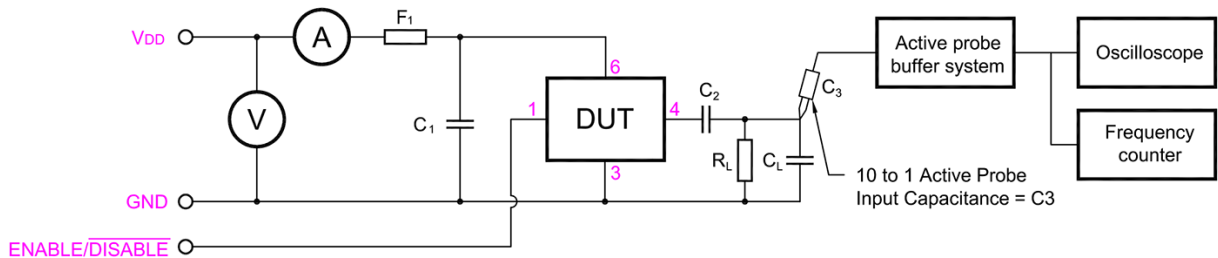 VDD
A
F1
V
C1
6
1
DUT
4
3
C2
RL
CL
C3
Active probe
buffer system
Oscilloscope
Frequency
counter
10 to 1 Active Probe
Input Capacitance = C3
GND
ENABLE/DISABLE